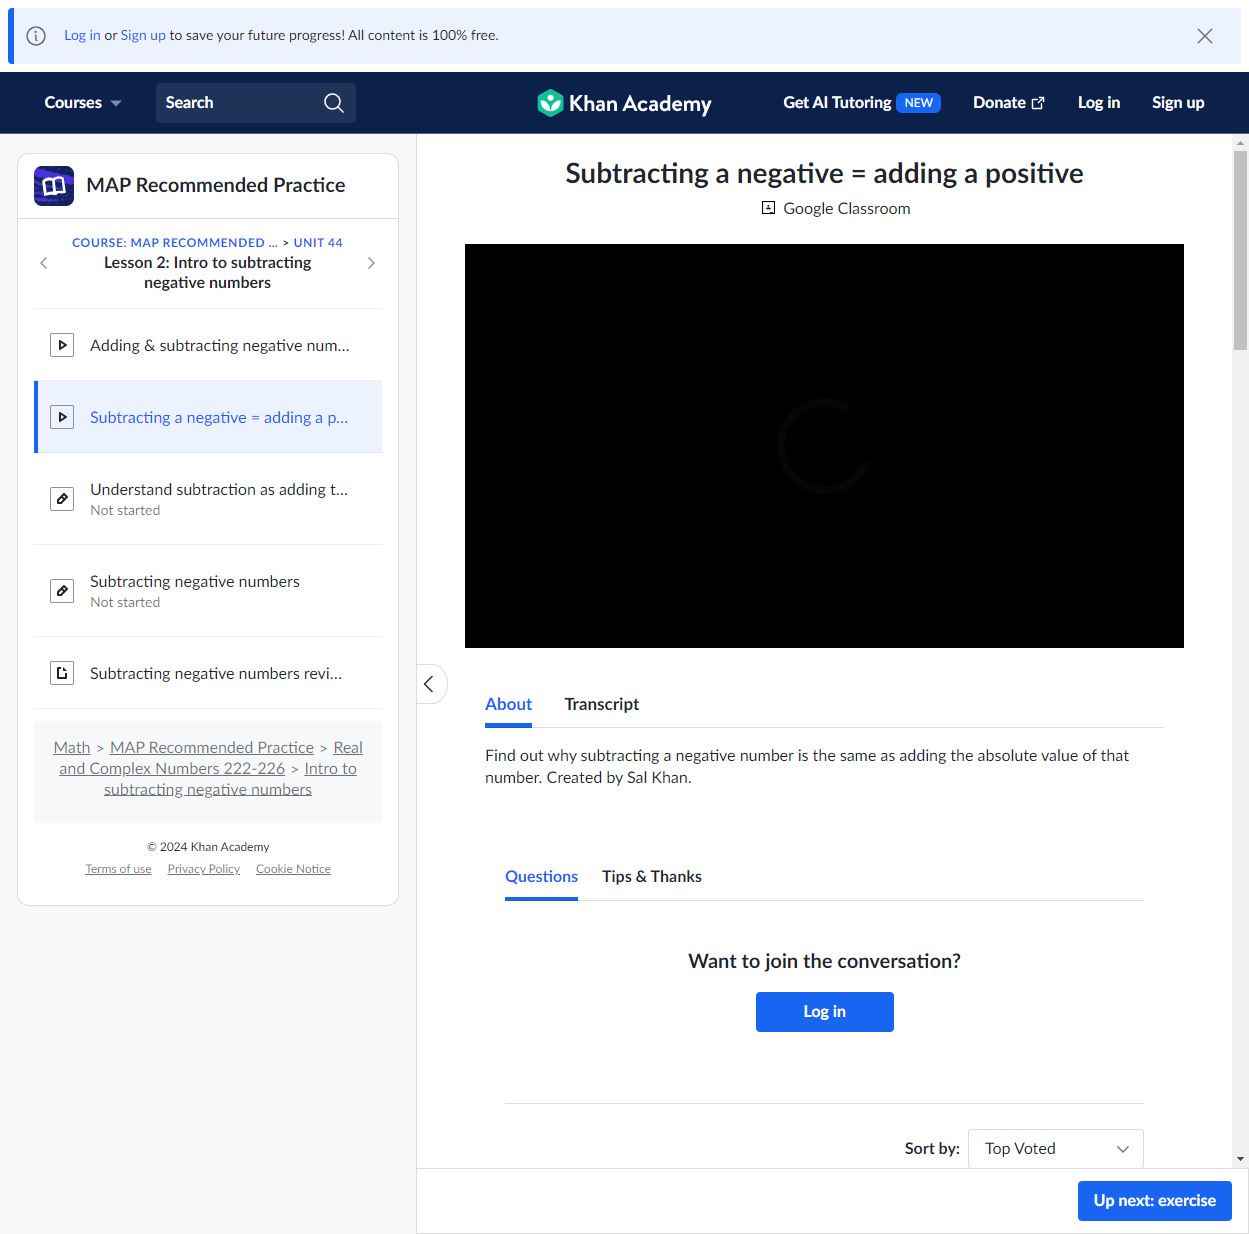 Log in or Sign up to save your future progress! All content is 100% free.
Courses
Search
Khan Academy
Get AI Tutoring NEW
Donate
Log in
Sign up
MAP Recommended Practice
COURSE: MAP RECOMMENDED ... > UNIT 44
Lesson 2: Intro to subtracting
negative numbers
Adding & subtracting negative num...
Subtracting a negative = adding a p...
Understand subtraction as adding t...
Not started
Subtracting negative numbers
Not started
Subtracting negative numbers revi...
Math > MAP Recommended Practice > Real
and Complex Numbers 222-226 > Intro to
subtracting negative numbers
© 2024 Khan Academy
Terms of use Privacy Policy Cookie Notice
Subtracting a negative = adding a positive
Google Classroom
About Transcript
Find out why subtracting a negative number is the same as adding the absolute value of that
number. Created by Sal Khan.
Questions Tips & Thanks
Want to join the conversation?
Log in
Sort by: Top Voted
Up next: exercise